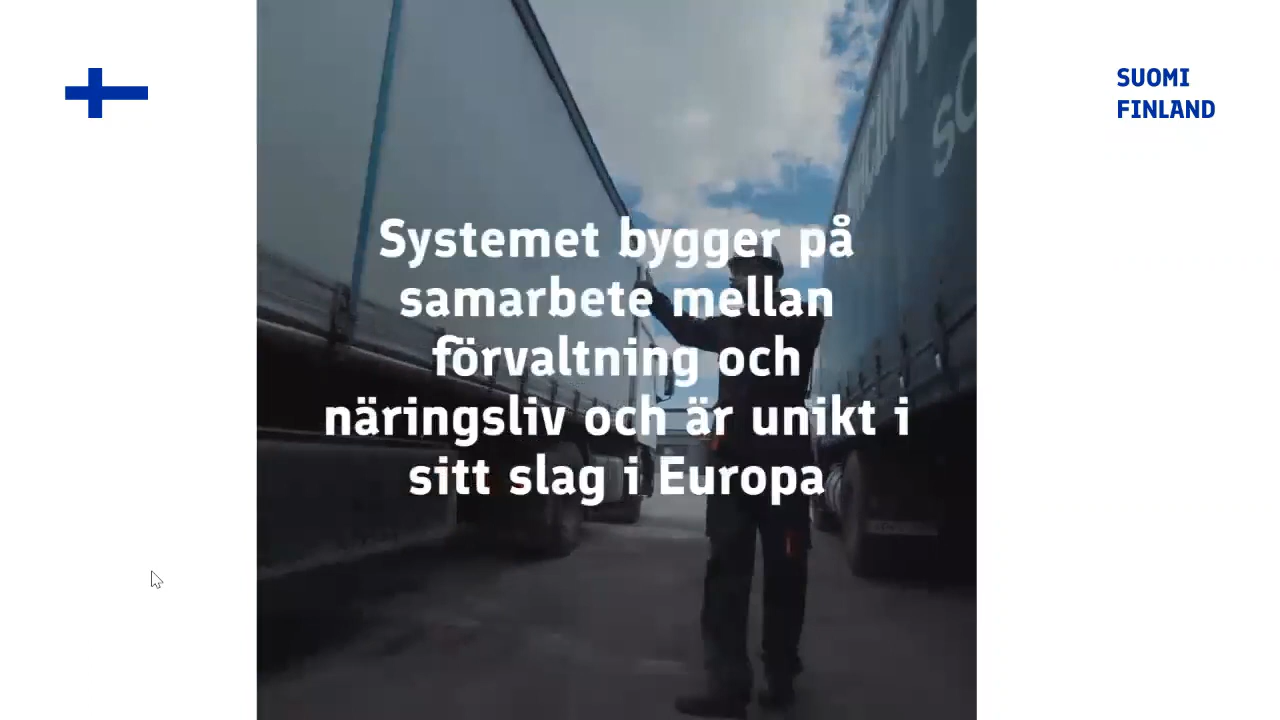 SUOMI
FINLAND
Systemet bygger på
samarbete mellan
förvaltning och
näringsliv och är unikt i
sitt slag i Europa